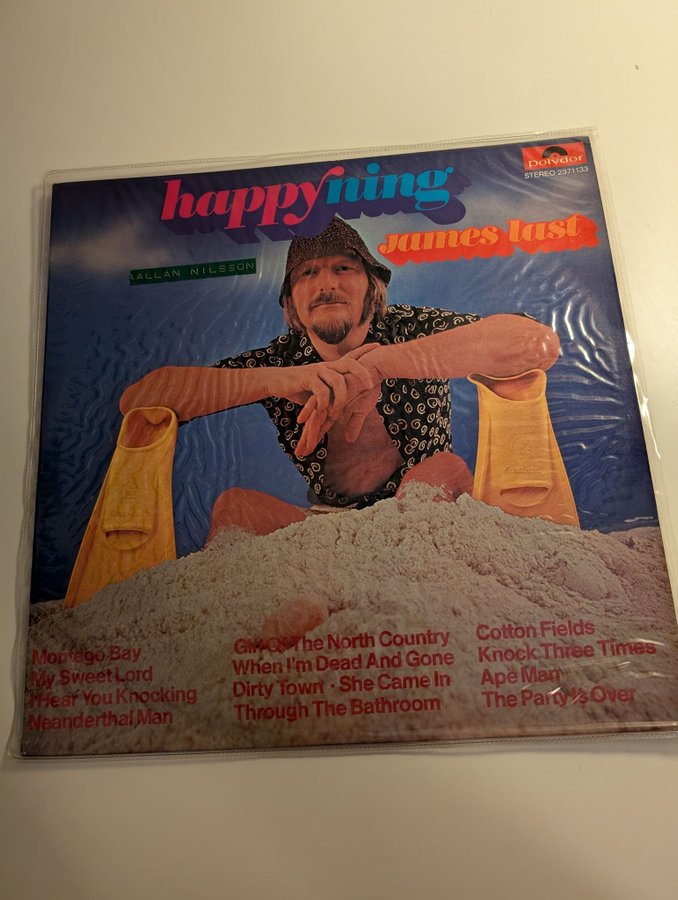 Polydor
STEREO 2371133
happyning
james last
ALLAN NILSSON
Montego Bay
My Sweet Lord
I Hear You Knocking
Neanderthal Man
Girl Of The North Country
When I'm Dead And Gone
Dirty Town • She Came In
Through The Bathroom
Cotton Fields
Knock Three Times
Ape Man
The Party Is Over